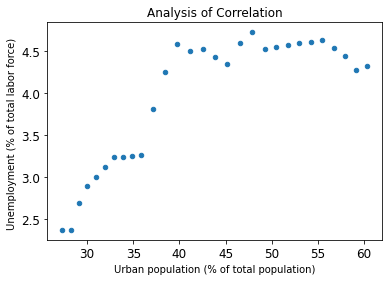 Analysis of Correlation
Unemployment (% of total labor force)
4.5
4.0
3.5
3.0
2.5
30 35 40 45 50 55 60
Urban population (% of total population)